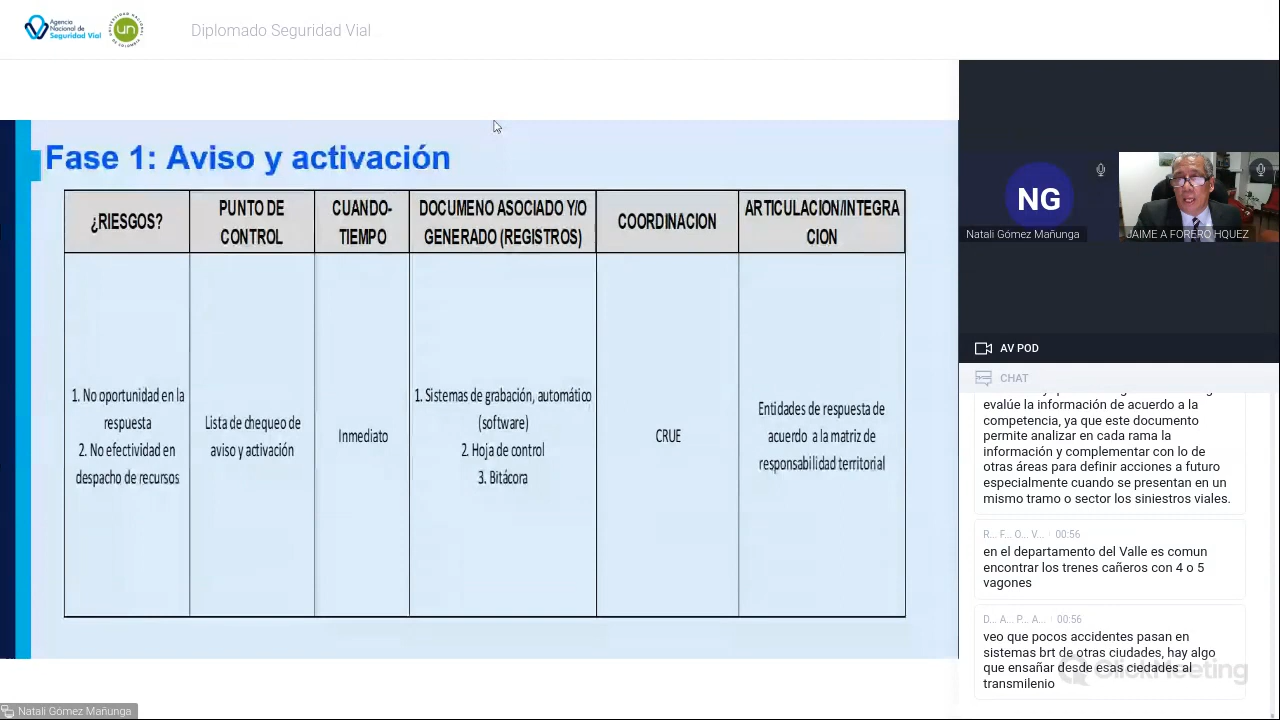 Agencia
Nacional de
Seguridad Vial
UNIVERSIDAD NACIONAL
DE COLOMBIA
un
Diplomado Seguridad Vial
Fase 1: Aviso y activación
¿RIESGOS?
PUNTO DE
CONTROL
CUANDO-
TIEMPO
DOCUMENO ASOCIADO Y/O
GENERADO (REGISTROS)
COORDINACION
ARTICULACION/INTEGRA
CION
1. No oportunidad en la
respuesta
2. No efectividad en
despacho de recursos
Lista de chequeo de
aviso y activación
Inmediato
1. Sistemas de grabación, automático
(software)
2. Hoja de control
3. Bitácora
CRUE
Entidades de respuesta de
acuerdo a la matriz de
responsabilidad territorial
NG
Natali Gómez Mañunga
JAIME A FORERO HQUEZ
AV POD
CHAT
evalúe la información de acuerdo a la
competencia, ya que este documento
permite analizar en cada rama la
información y complementar con lo de
otras áreas para definir acciones a futuro
especialmente cuando se presentan en un
mismo tramo o sector los siniestros viales.
R... F... O... V... 00:56
en el departamento del Valle es comun
encontrar los trenes cañeros con 4 o 5
vagones
D... A... P... A... 00:56
veo que pocos accidentes pasan en
sistemas brt de otras ciudades, hay algo
que ensañar desde esas ciedades al
transmilenio
ClickMeeting
Natali Gómez Mañunga